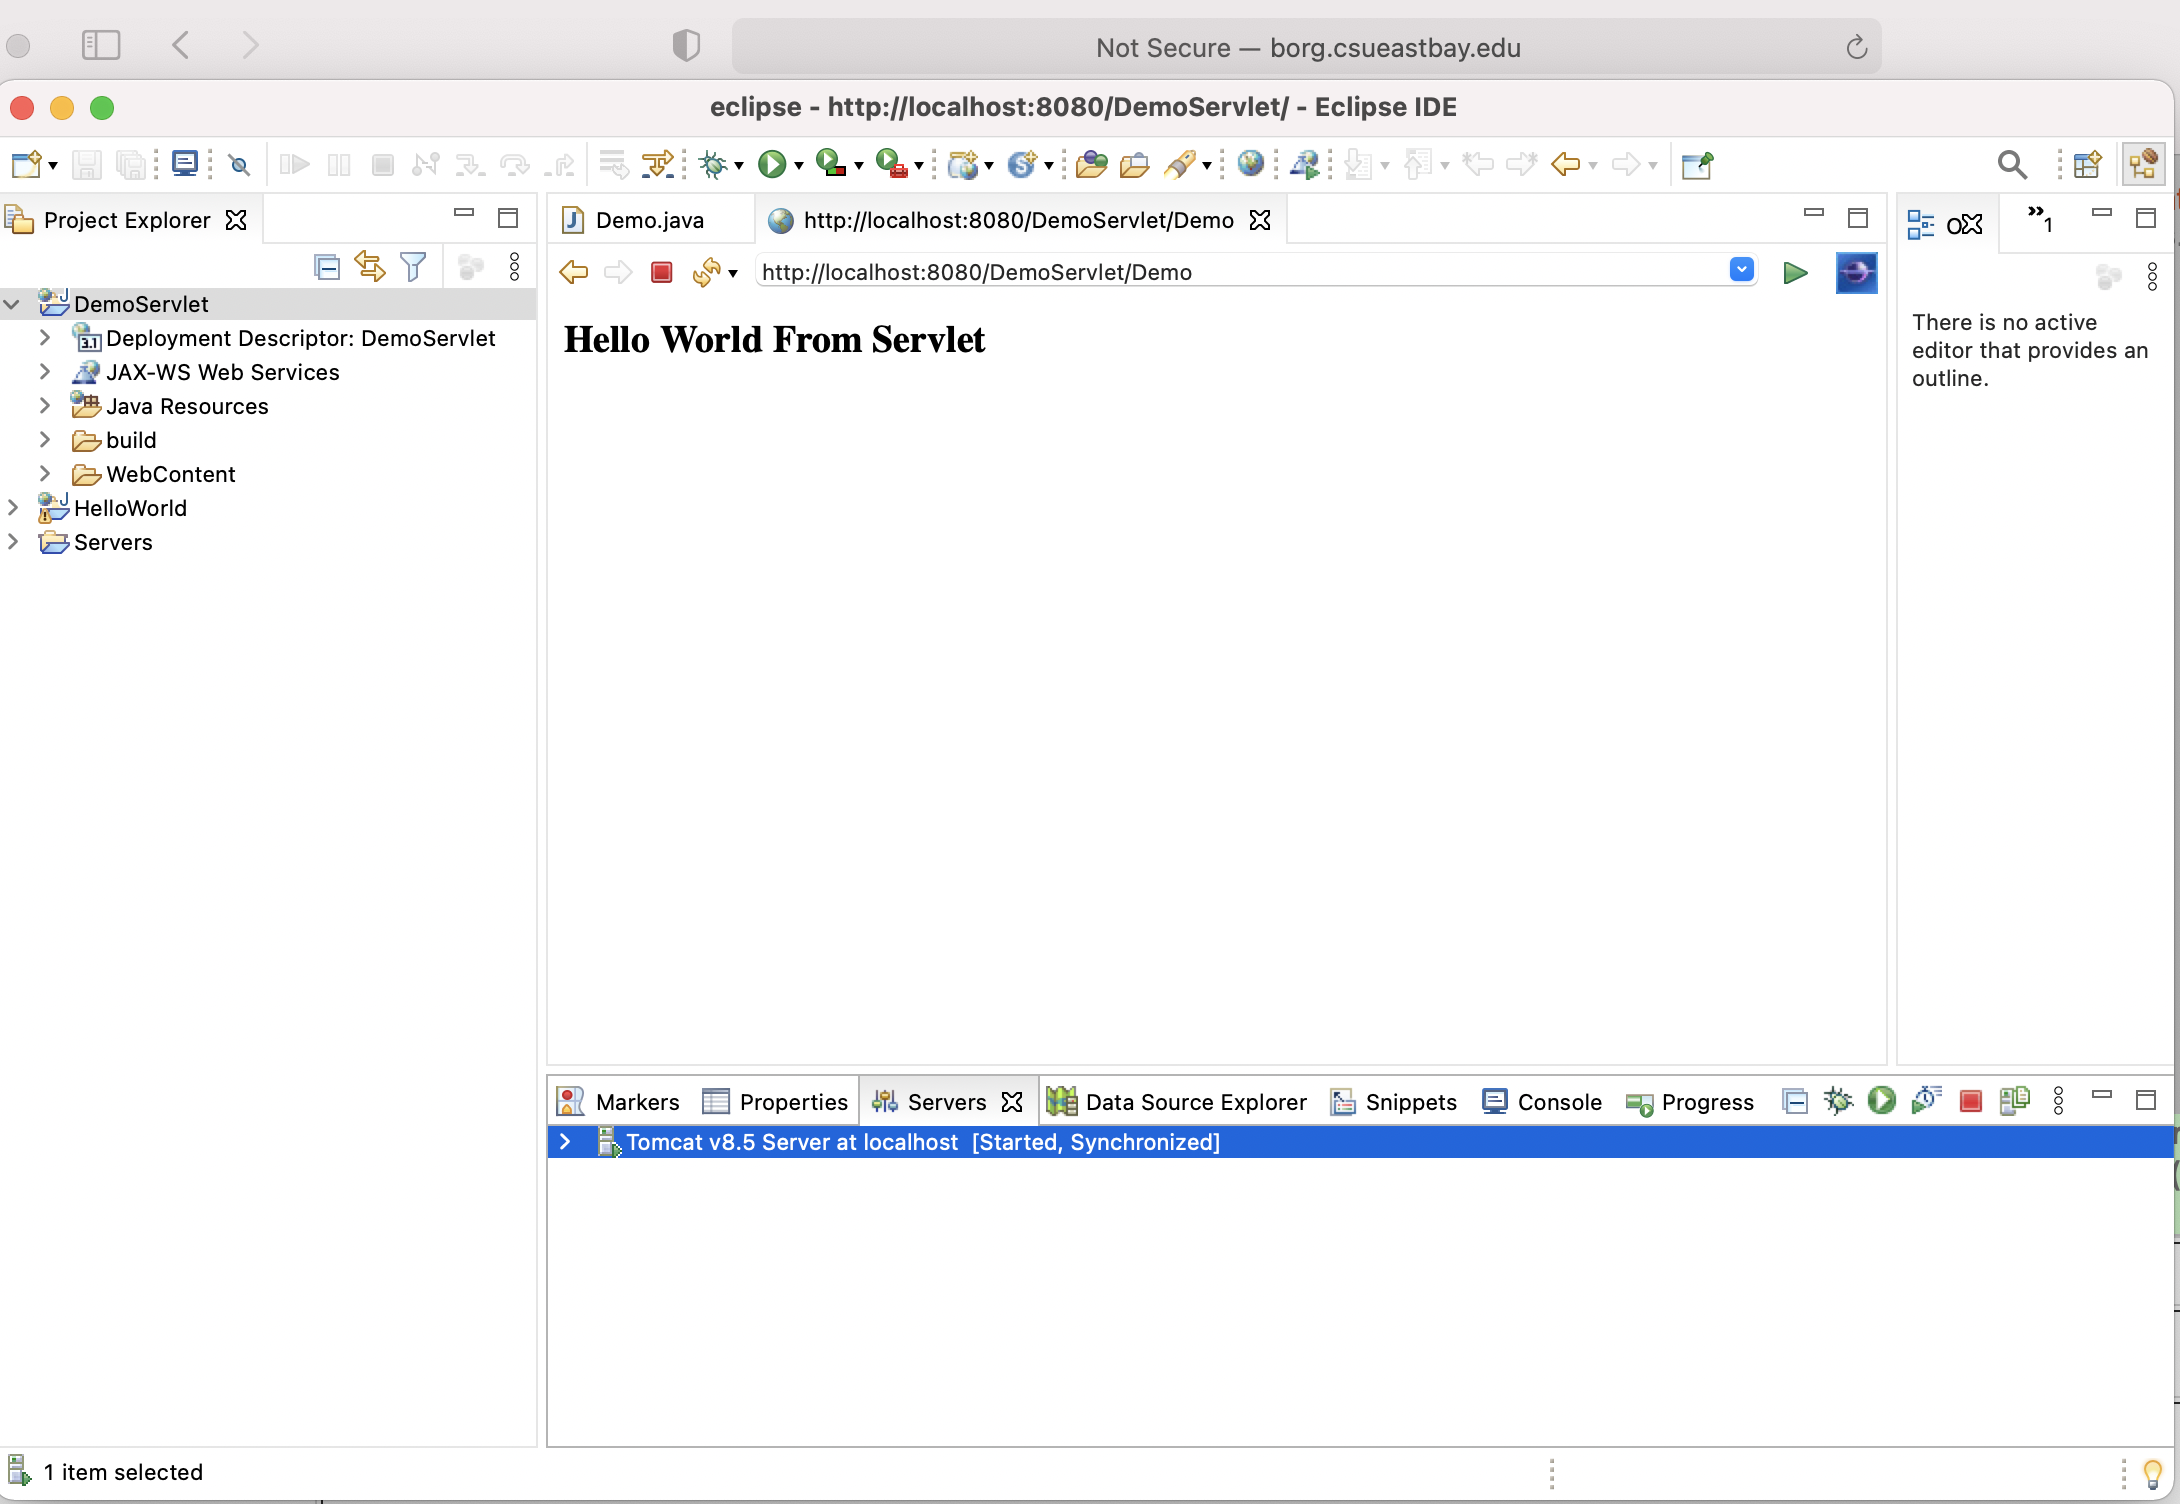 Not Secure — borg.csueastbay.edu
eclipse - http://localhost:8080/DemoServlet/ - Eclipse IDE
Project Explorer
DemoServlet
Deployment Descriptor: DemoServlet
3.1
JAX-WS Web Services
Java Resources
build
WebContent
HelloWorld
Servers
Demo.java
http://localhost:8080/DemoServlet/Demo
http://localhost:8080/DemoServlet/Demo
Hello World From Servlet
O
»1
There is no active
editor that provides an
outline.
Markers Properties Servers Data Source Explorer Snippets Console Progress
Tomcat v8.5 Server at localhost [Started, Synchronized]
1 item selected